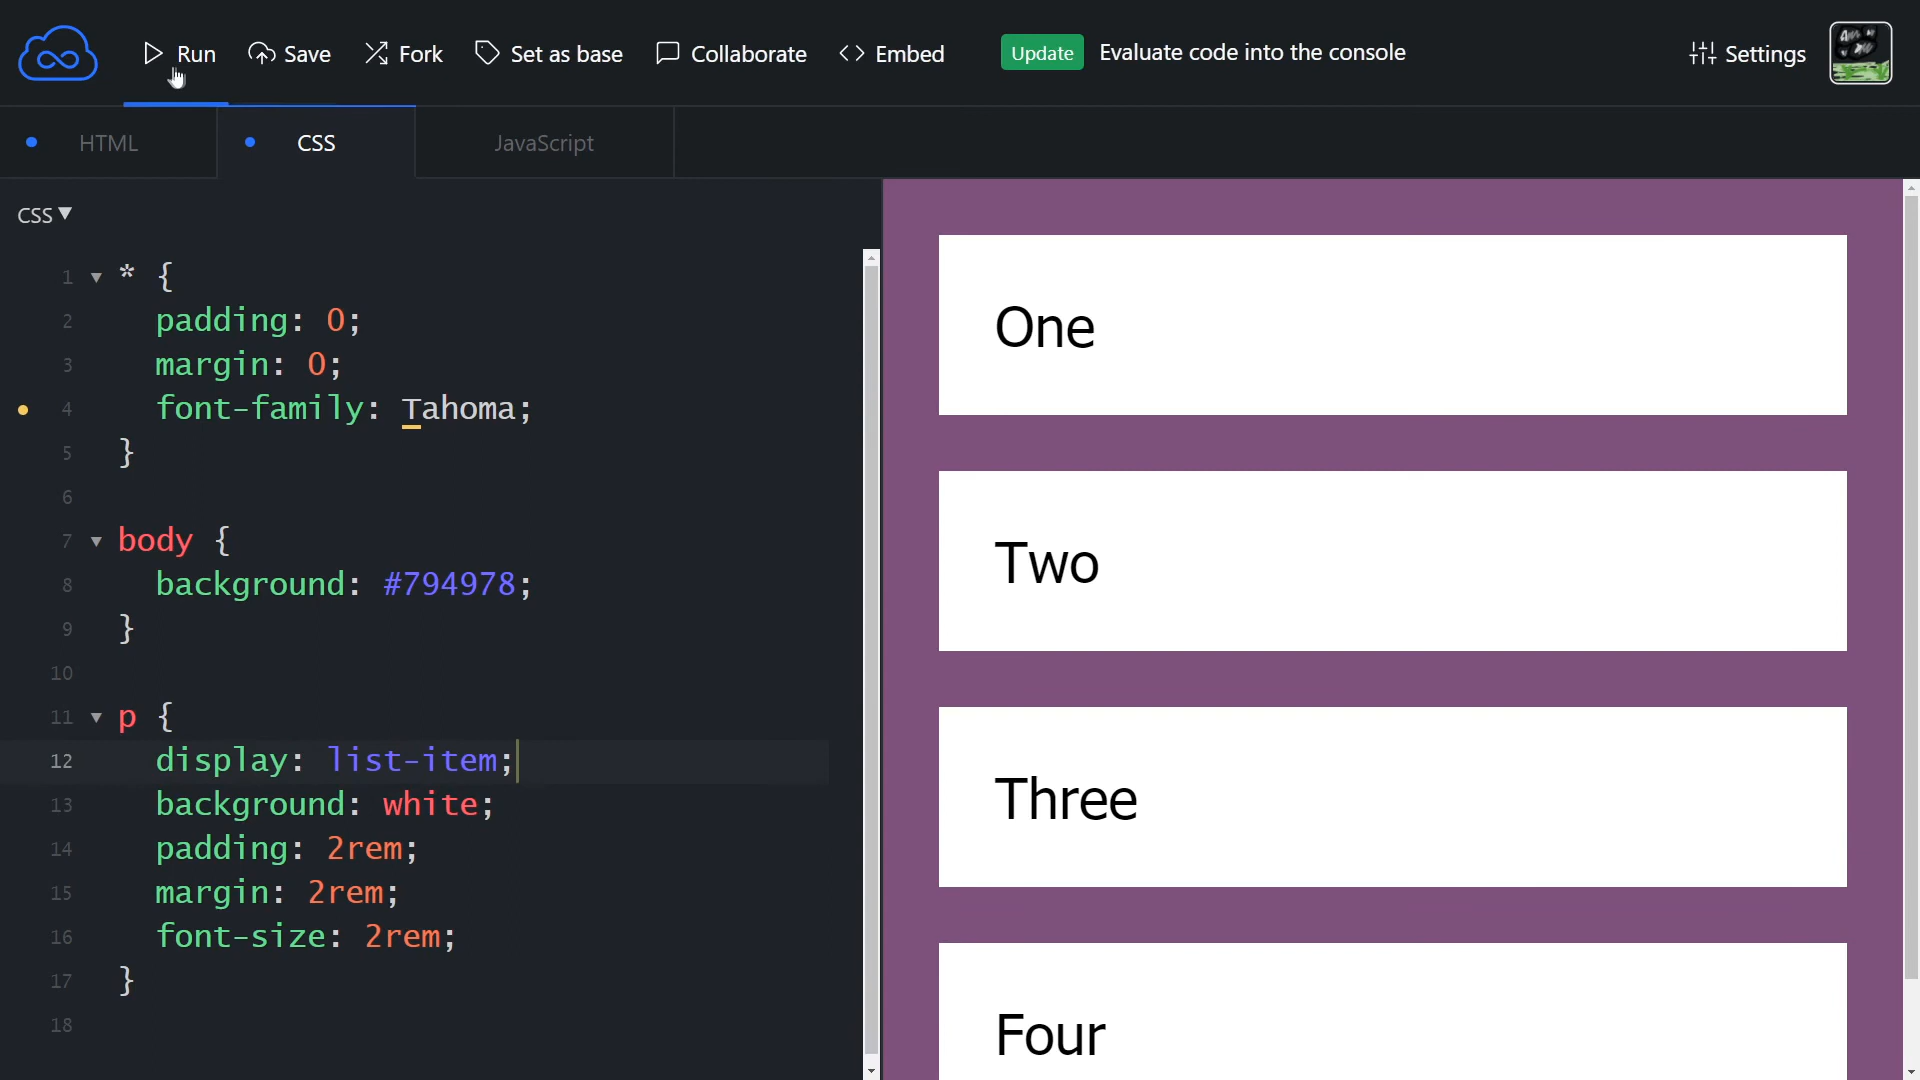 Run Save Fork Set as base Collaborate <> Embed Update Evaluate code into the console Settings
HTML CSS JavaScript
CSS ▼
1 ▼ * {
2 padding: 0;
3 margin: 0;
4 font-family: Tahoma;
5 }
6
7 ▼ body {
8 background: #794978;
9 }
10
11 ▼ p {
12 display: list-item;
13 background: white;
14 padding: 2rem;
15 margin: 2rem;
16 font-size: 2rem;
17 }
18
One
Two
Three
Four